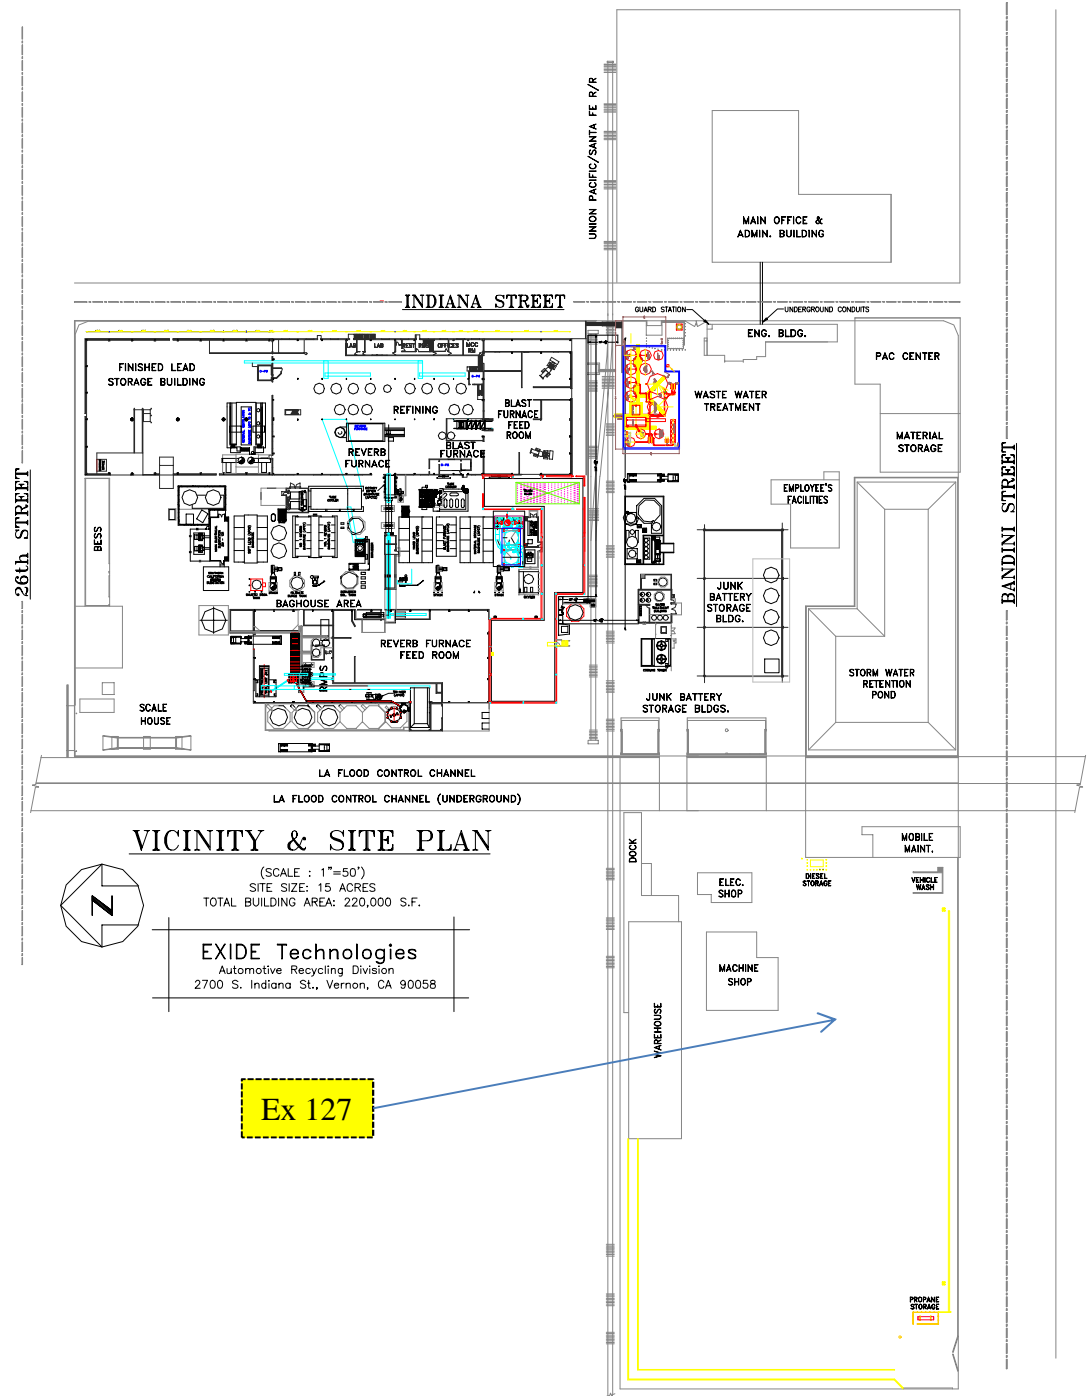 UNION PACIFIC/SANTA FE R/R
MAIN OFFICE &
ADMIN. BUILDING
INDIANA STREET
GUARD STATION
UNDERGROUND CONDUITS
ENG. BLDG.
PAC CENTER
FINISHED LEAD
STORAGE BUILDING
LAB
LAB
REST
OFFICES
MCC
RM
REFINING
BLAST
FURNACE
FEED
ROOM
WASTE WATER
TREATMENT
REVERB
FURNACE
BLAST
FURNACE
MATERIAL
STORAGE
26th STREET
BANDINI STREET
BESS
EMPLOYEE'S
FACILITIES
BAGHOUSE AREA
JUNK
BATTERY
STORAGE
BLDG.
REVERB FURNACE
FEED ROOM
RMPS
STORM WATER
RETENTION
POND
JUNK BATTERY
STORAGE BLDGS.
SCALE
HOUSE
LA FLOOD CONTROL CHANNEL
LA FLOOD CONTROL CHANNEL (UNDERGROUND)
VICINITY & SITE PLAN
(SCALE : 1"=50')
SITE SIZE: 15 ACRES
TOTAL BUILDING AREA: 220,000 S.F.
N
EXIDE Technologies
Automotive Recycling Division
2700 S. Indiana St., Vernon, CA 90058
DOCK
MOBILE
MAINT.
DIESEL
STORAGE
VEHICLE
WASH
ELEC.
SHOP
MACHINE
SHOP
WAREHOUSE
Ex 127
PROPANE
STORAGE